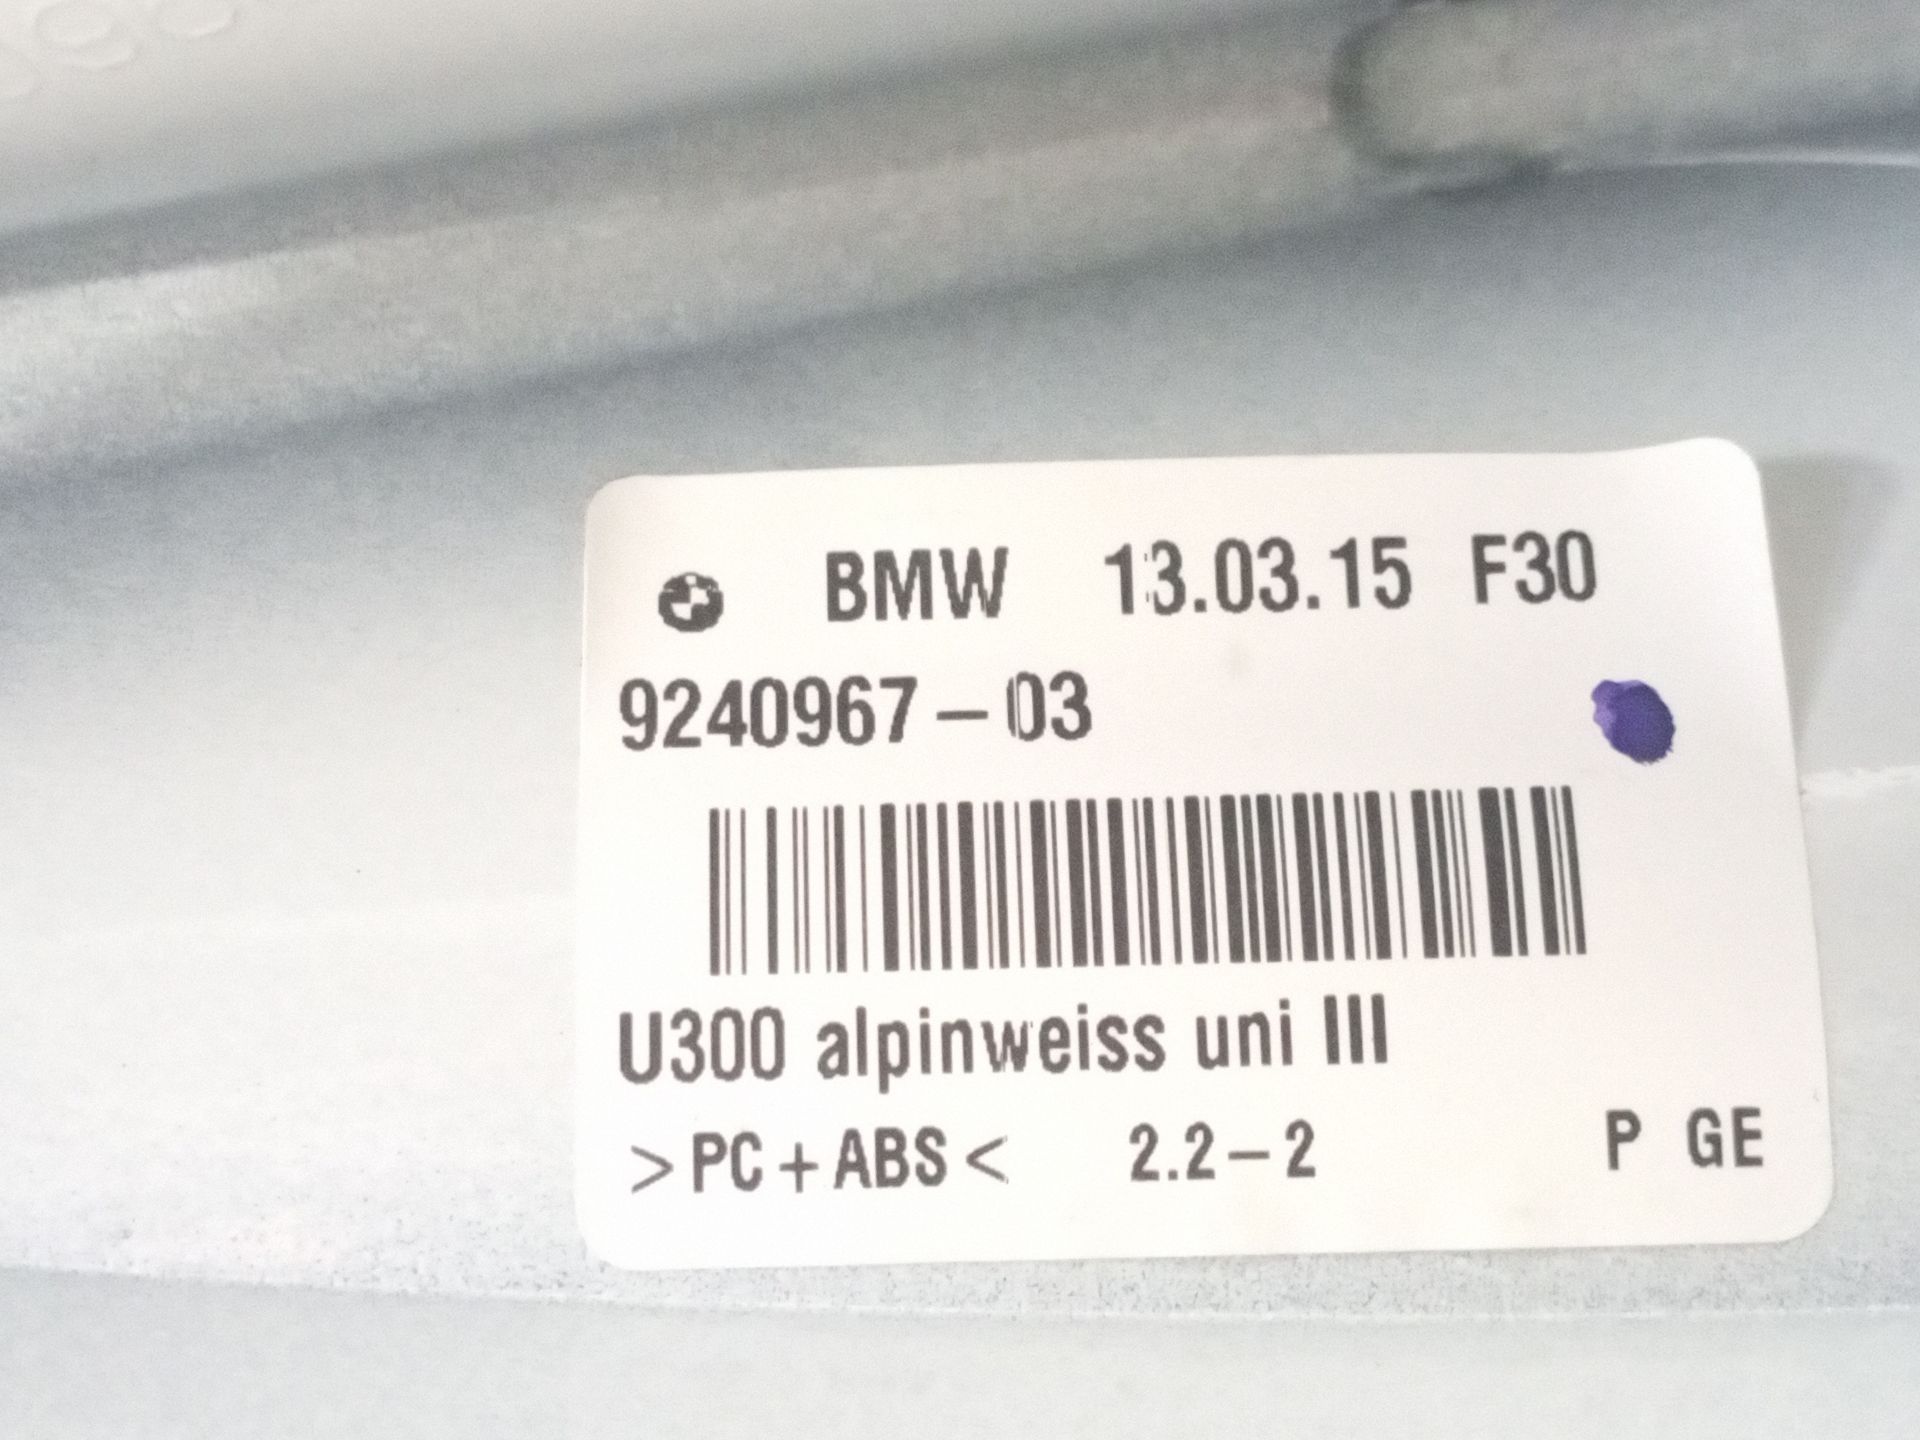 BMW 13.03.15 F30
9240967-03
U300 alpinweiss uni III
>PC+ABS< 2.2-2 P GE